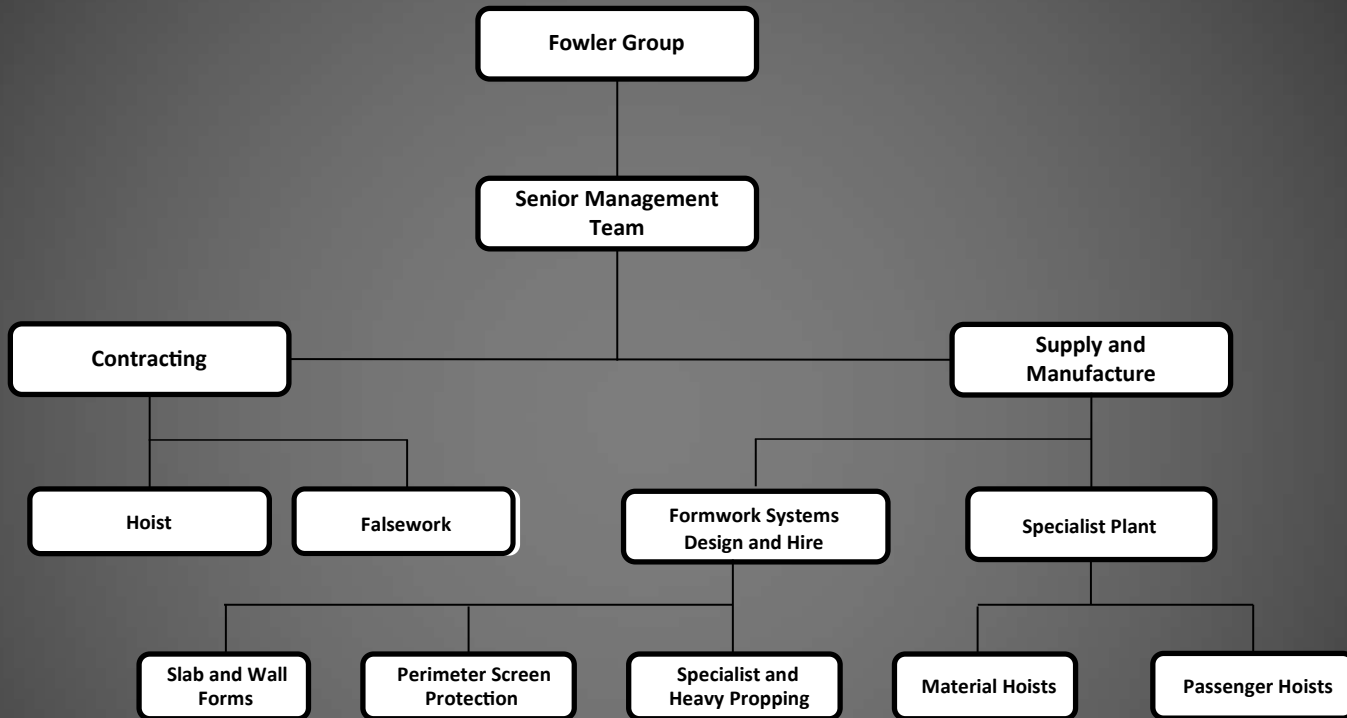 Fowler Group
Senior Management
Team
Contracting
Supply and
Manufacture
Hoist
Falsework
Formwork Systems
Design and Hire
Specialist Plant
Slab and Wall
Forms
Perimeter Screen
Protection
Specialist and
Heavy Propping
Material Hoists
Passenger Hoists